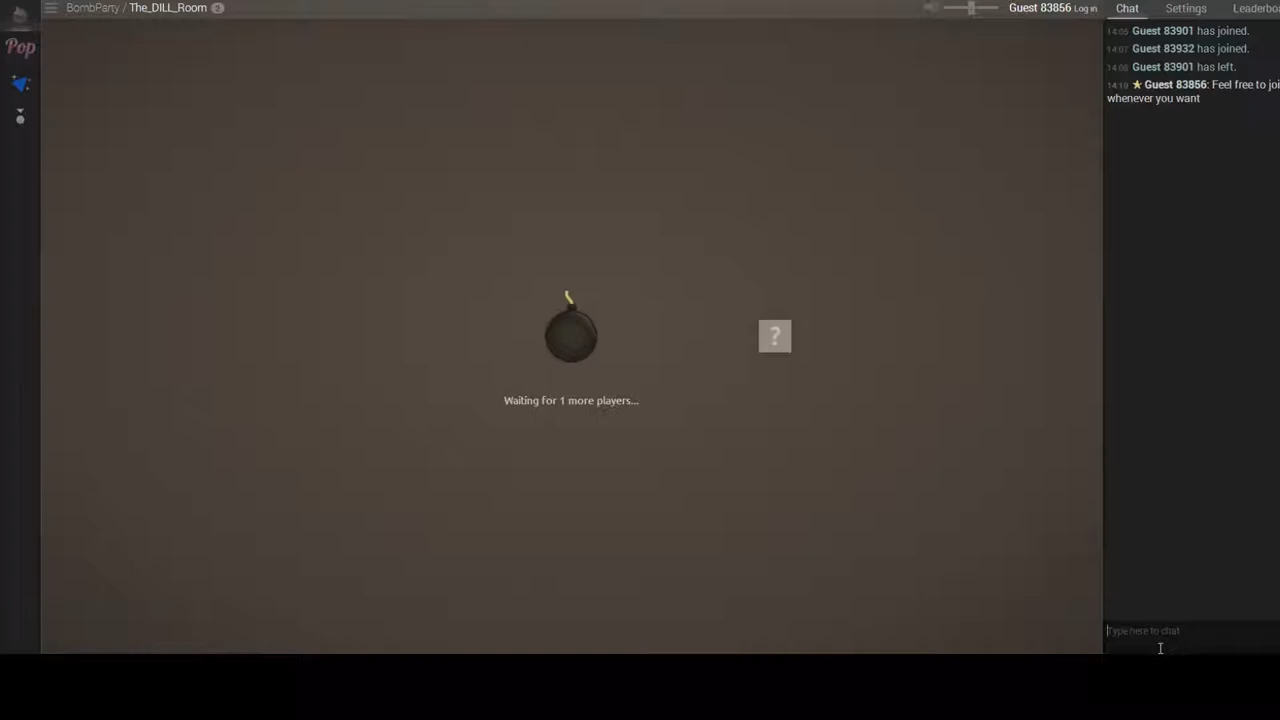 BombParty / The_DILL_Room 2
Guest 83856 Log in
Chat Settings Leaderbo
Pop
14:05 Guest 83901 has joined.
14:07 Guest 83932 has joined.
14:08 Guest 83901 has left.
14:10 Guest 83856: Feel free to joi
whenever you want
?
Waiting for 1 more players...
Type here to chat